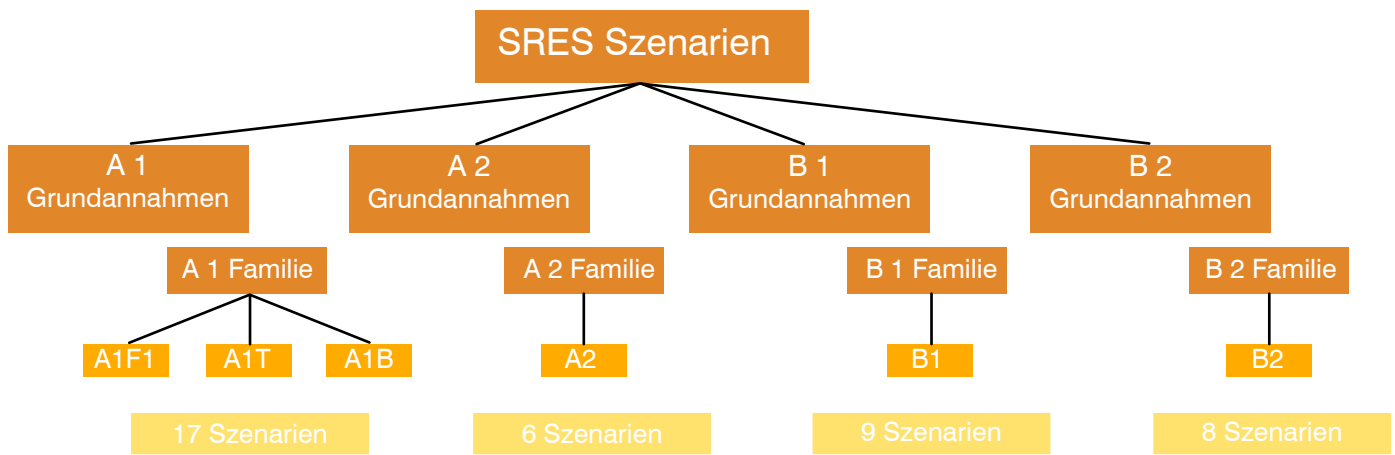 SRES Szenarien
A 1
Grundannahmen
A 2
Grundannahmen
B 1
Grundannahmen
B 2
Grundannahmen
A 1 Familie
A 2 Familie
B 1 Familie
B 2 Familie
A1F1
A1T
A1B
A2
B1
B2
17 Szenarien
6 Szenarien
9 Szenarien
8 Szenarien